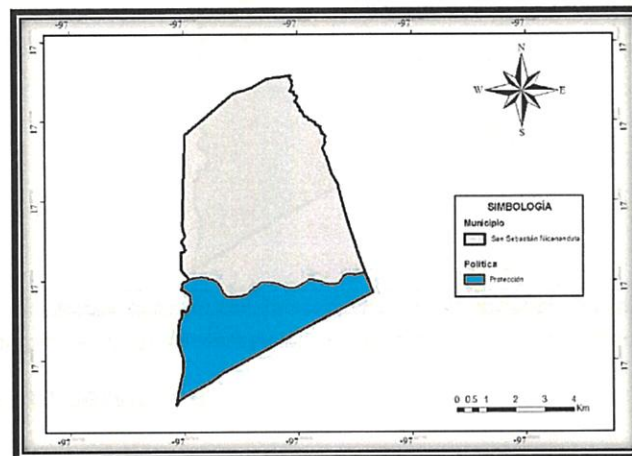 -97 -97 -97 -97 -97
17
17
17
17
17
N
W E
S
SIMBOLOGÍA
Municipio
San Sebastián Nicananduta
Política
Protección
0 0.5 1 2 3 4
Km
17
17
17
17
17
-97 -97 -97 -97 -97